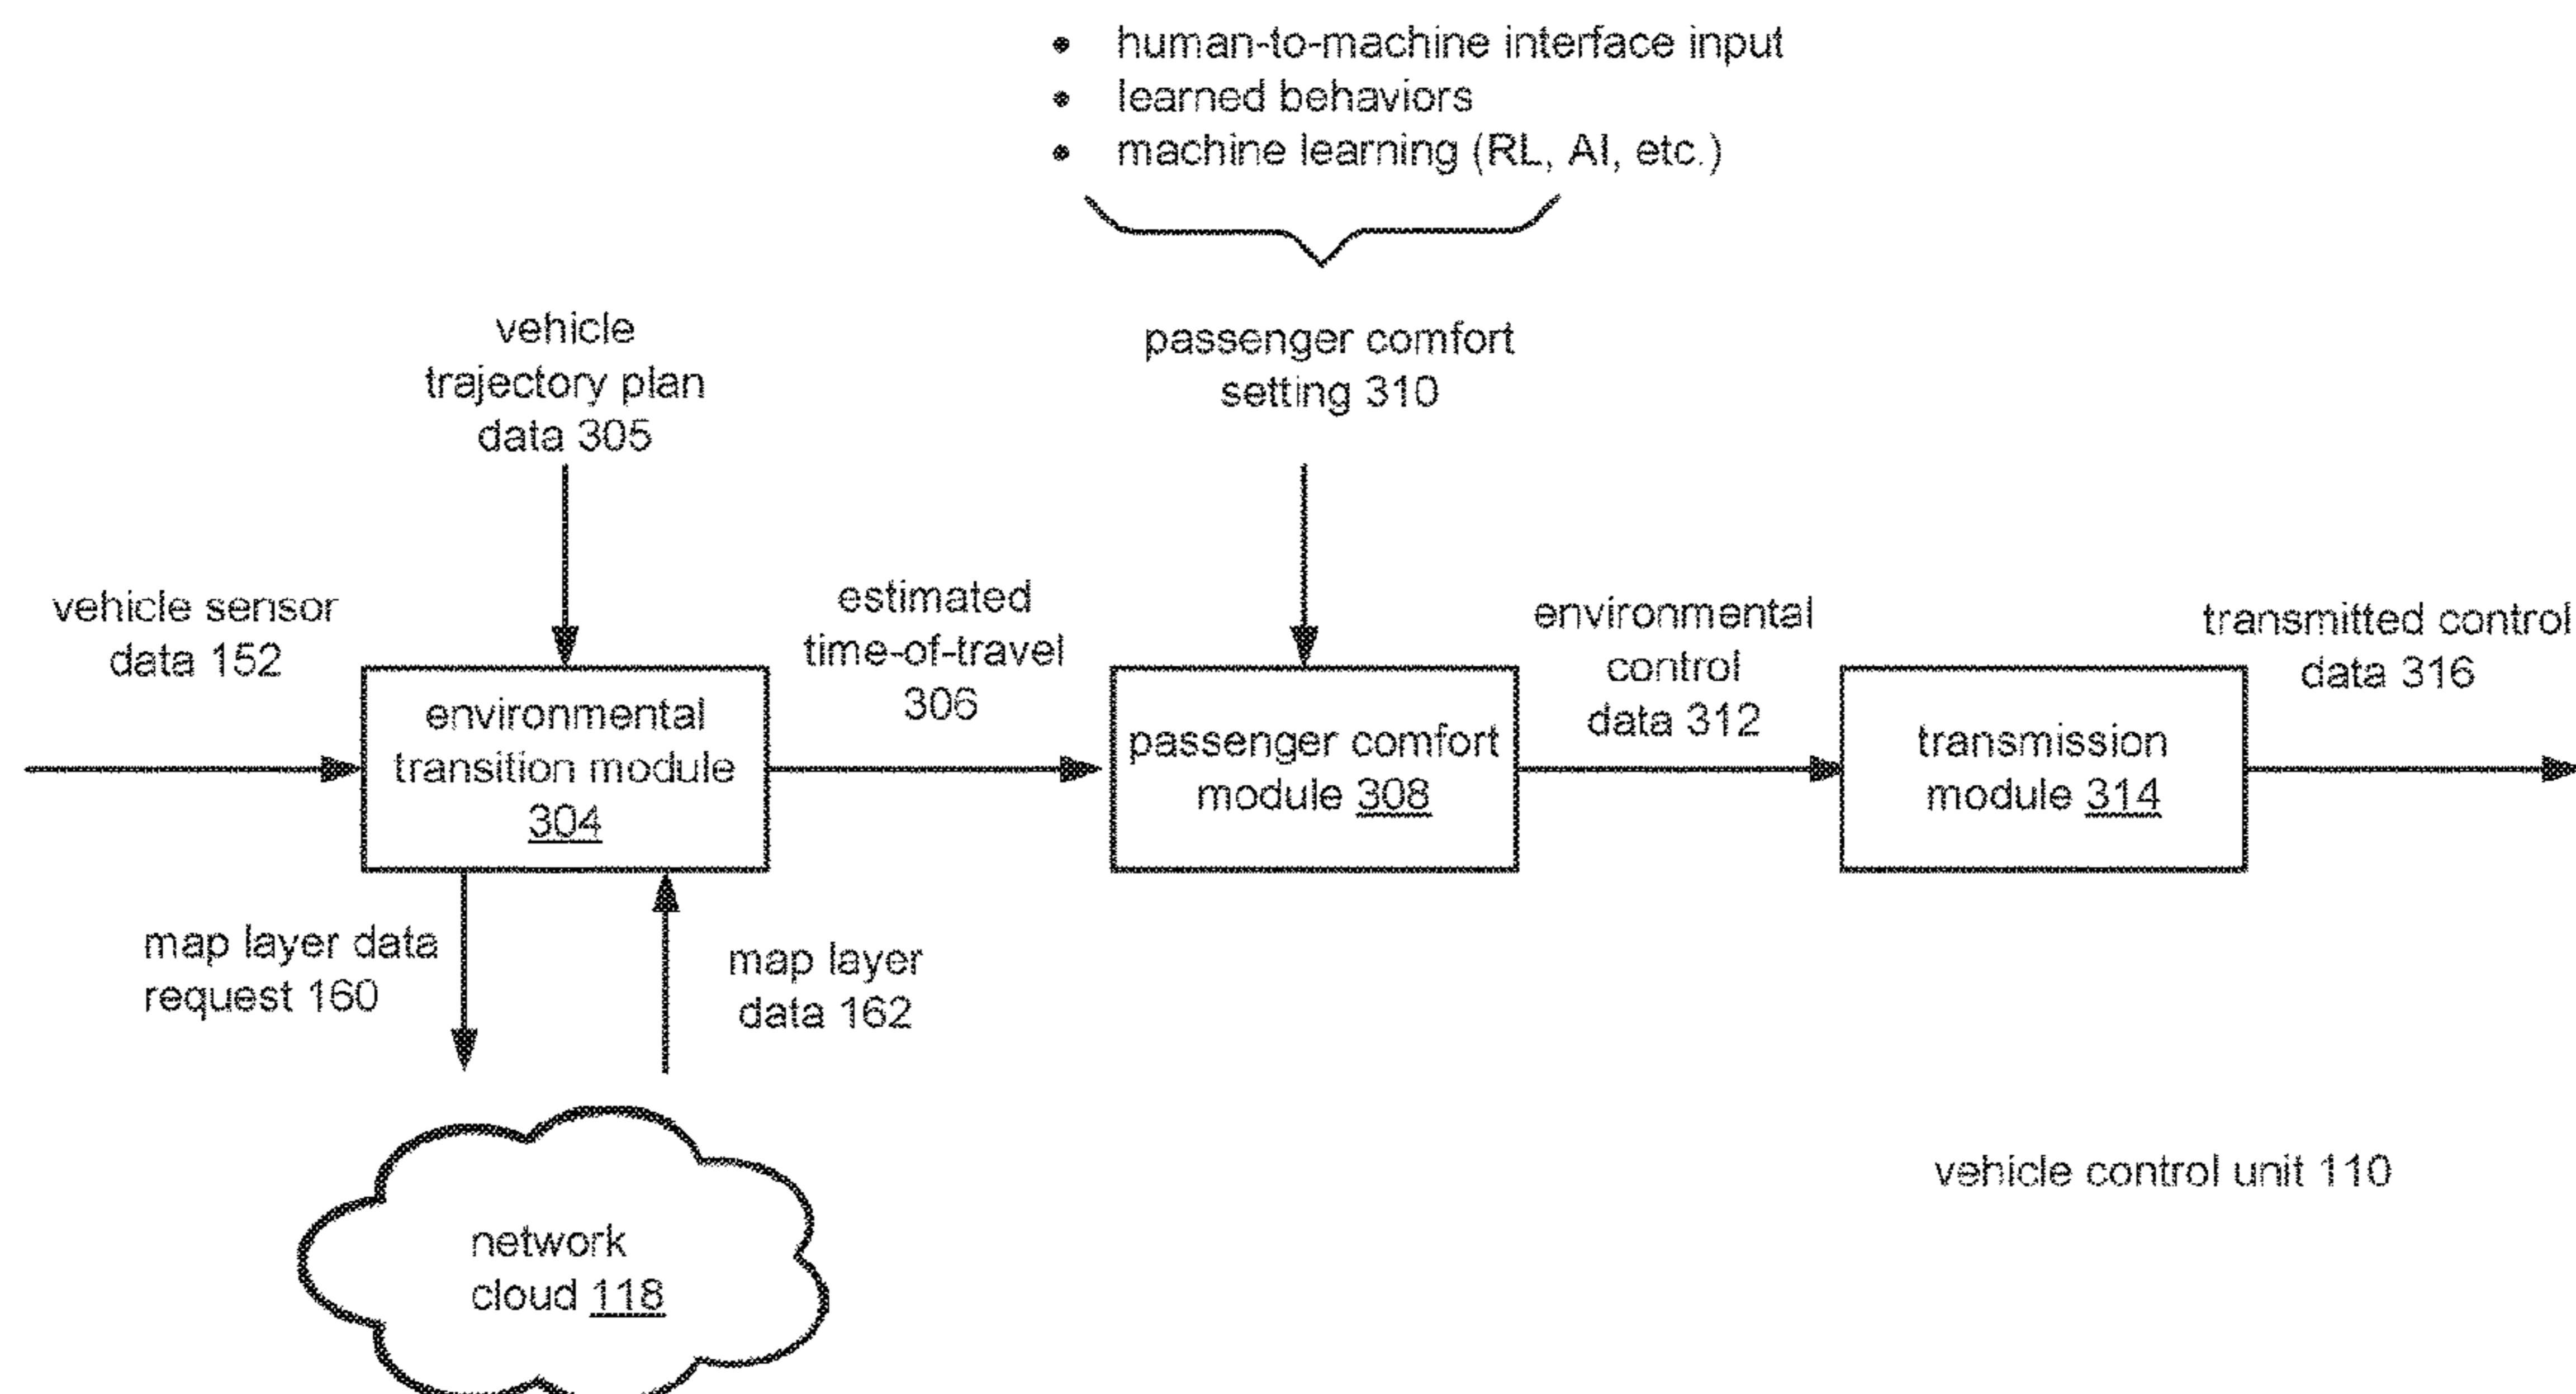 • human-to-machine interface input
• learned behaviors
• machine learning (RL, AI, etc.)
vehicle
trajectory plan
data 305
passenger comfort
setting 310
vehicle sensor
data 152
estimated
time-of-travel
306
environmental
control
data 312
transmitted control
data 316
environmental
transition module
304
passenger comfort
module 308
transmission
module 314
map layer data
request 160
map layer
data 162
network
cloud 118
vehicle control unit 110